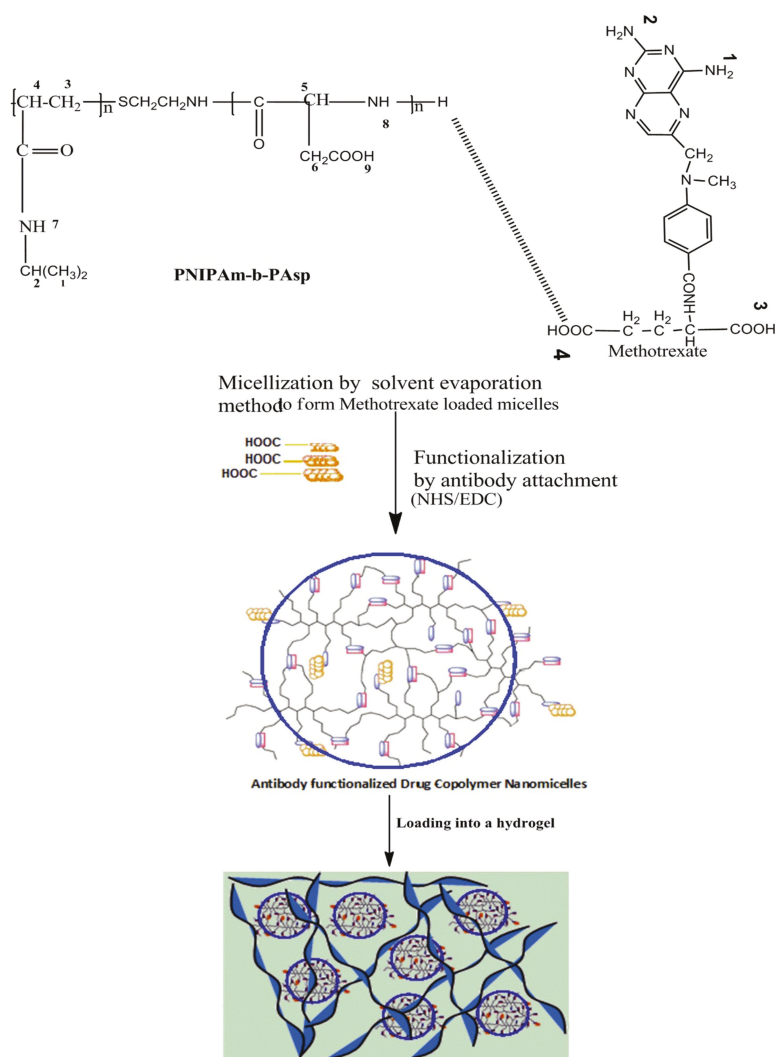 2
H₂N
N
N
1
NH₂
N
N
N
4
3
5
[CH-CH₂]n SCH₂CH₂NH [C CH NH]n H
8
O
CH₂COOH
6
9
C=O
CH₂
N
CH₃
NH 7
CH(CH₃)₂
2
1
PNIPAm-b-PAsp
CONH
3
H₂
H₂
HOOC C C C COOH
H
4
Methotrexate
Micellization by solvent evaporation
method to form Methotrexate loaded micelles
HOOC
HOOC
HOOC
Functionalization
by antibody attachment
(NHS/EDC)
Antibody functionalized Drug Copolymer Nanomicelles
Loading into a hydrogel